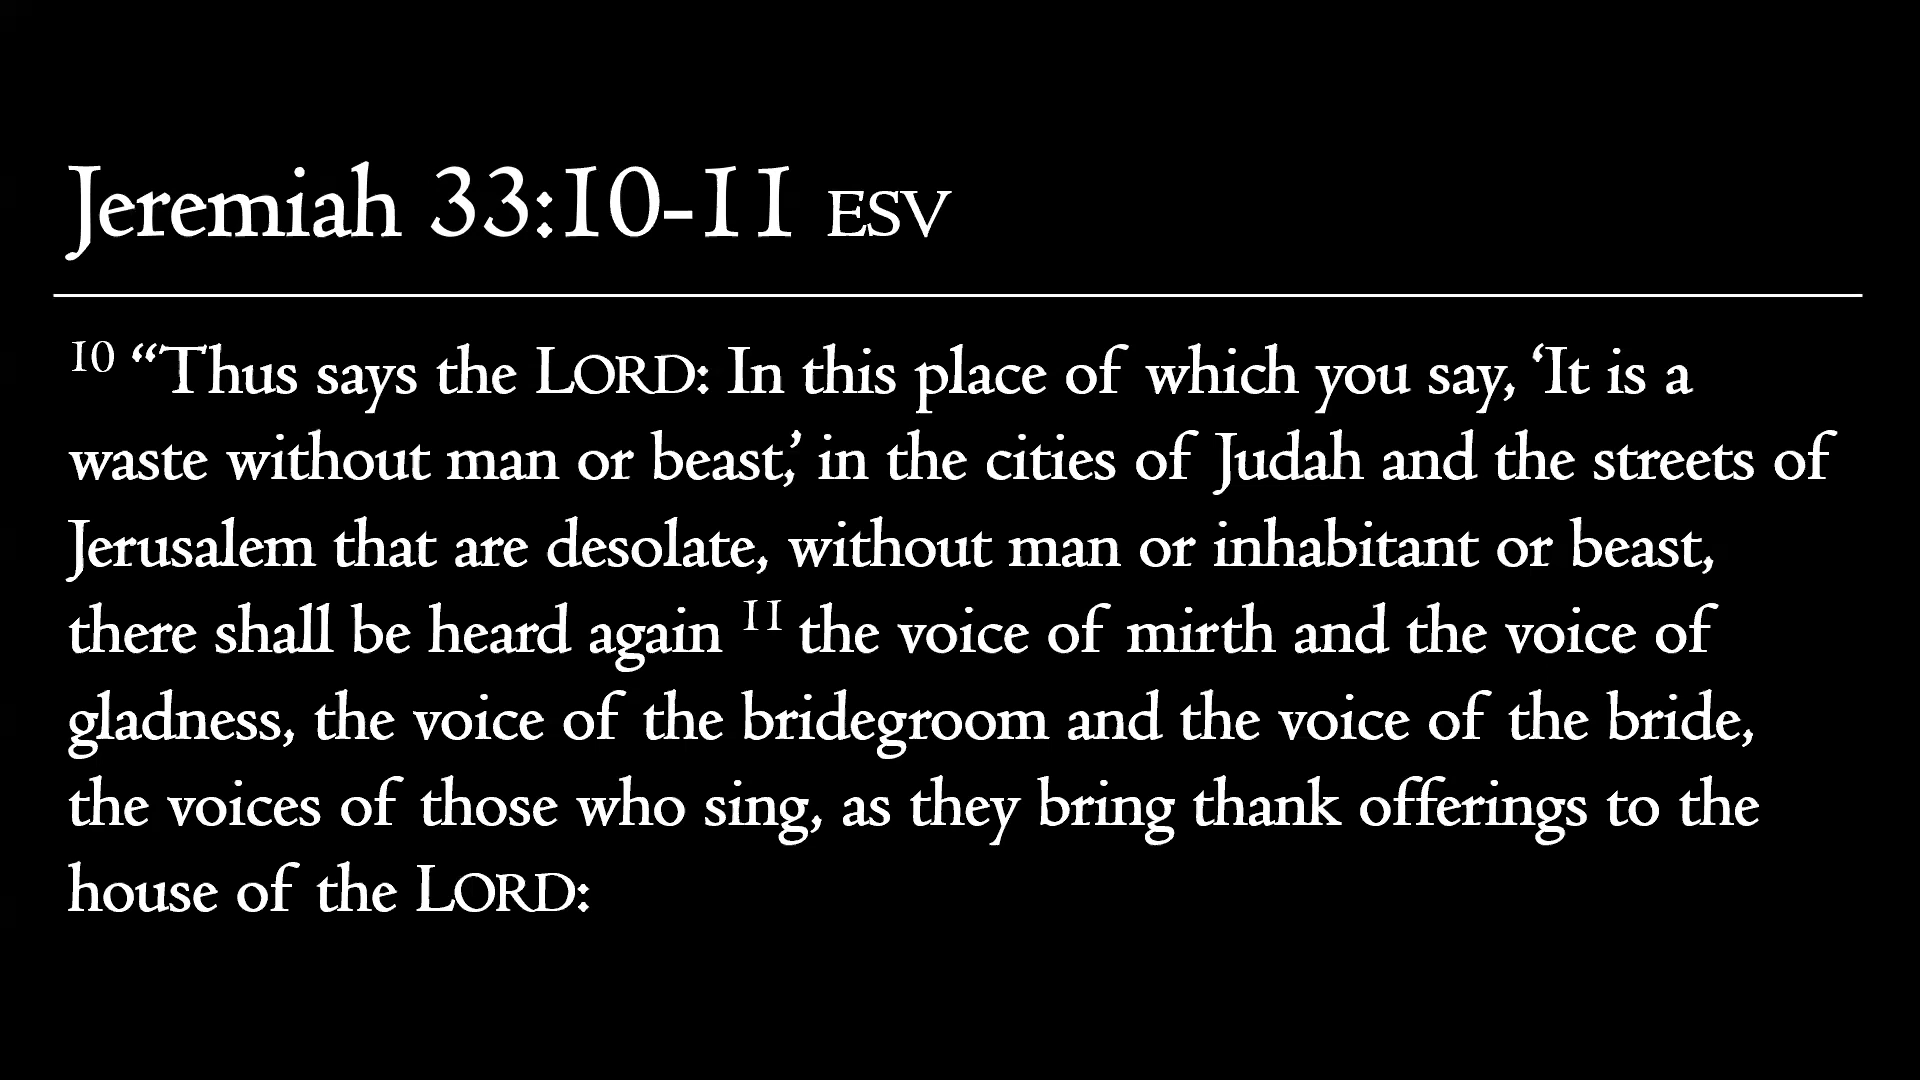 Jeremiah 33:10-11 ESV
10 “Thus says the LORD: In this place of which you say, ‘It is a
waste without man or beast,’ in the cities of Judah and the streets of
Jerusalem that are desolate, without man or inhabitant or beast,
there shall be heard again 11 the voice of mirth and the voice of
gladness, the voice of the bridegroom and the voice of the bride,
the voices of those who sing, as they bring thank offerings to the
house of the LORD: